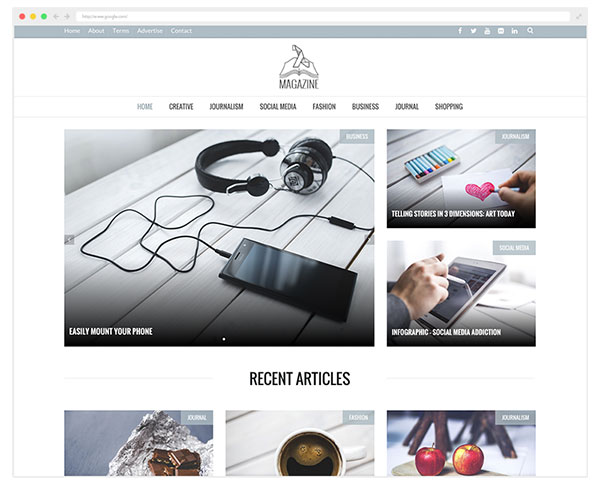 http://www.google.com/
Home About Terms Advertise Contact
MAGAZINE
HOME CREATIVE JOURNALISM SOCIAL MEDIA FASHION BUSINESS JOURNAL SHOPPING
BUSINESS
EASILY MOUNT YOUR PHONE
JOURNALISM
TELLING STORIES IN 3 DIMENSIONS: ART TODAY
SOCIAL MEDIA
INFOGRAPHIC - SOCIAL MEDIA ADDICTION
RECENT ARTICLES
JOURNAL
FASHION
JOURNALISM